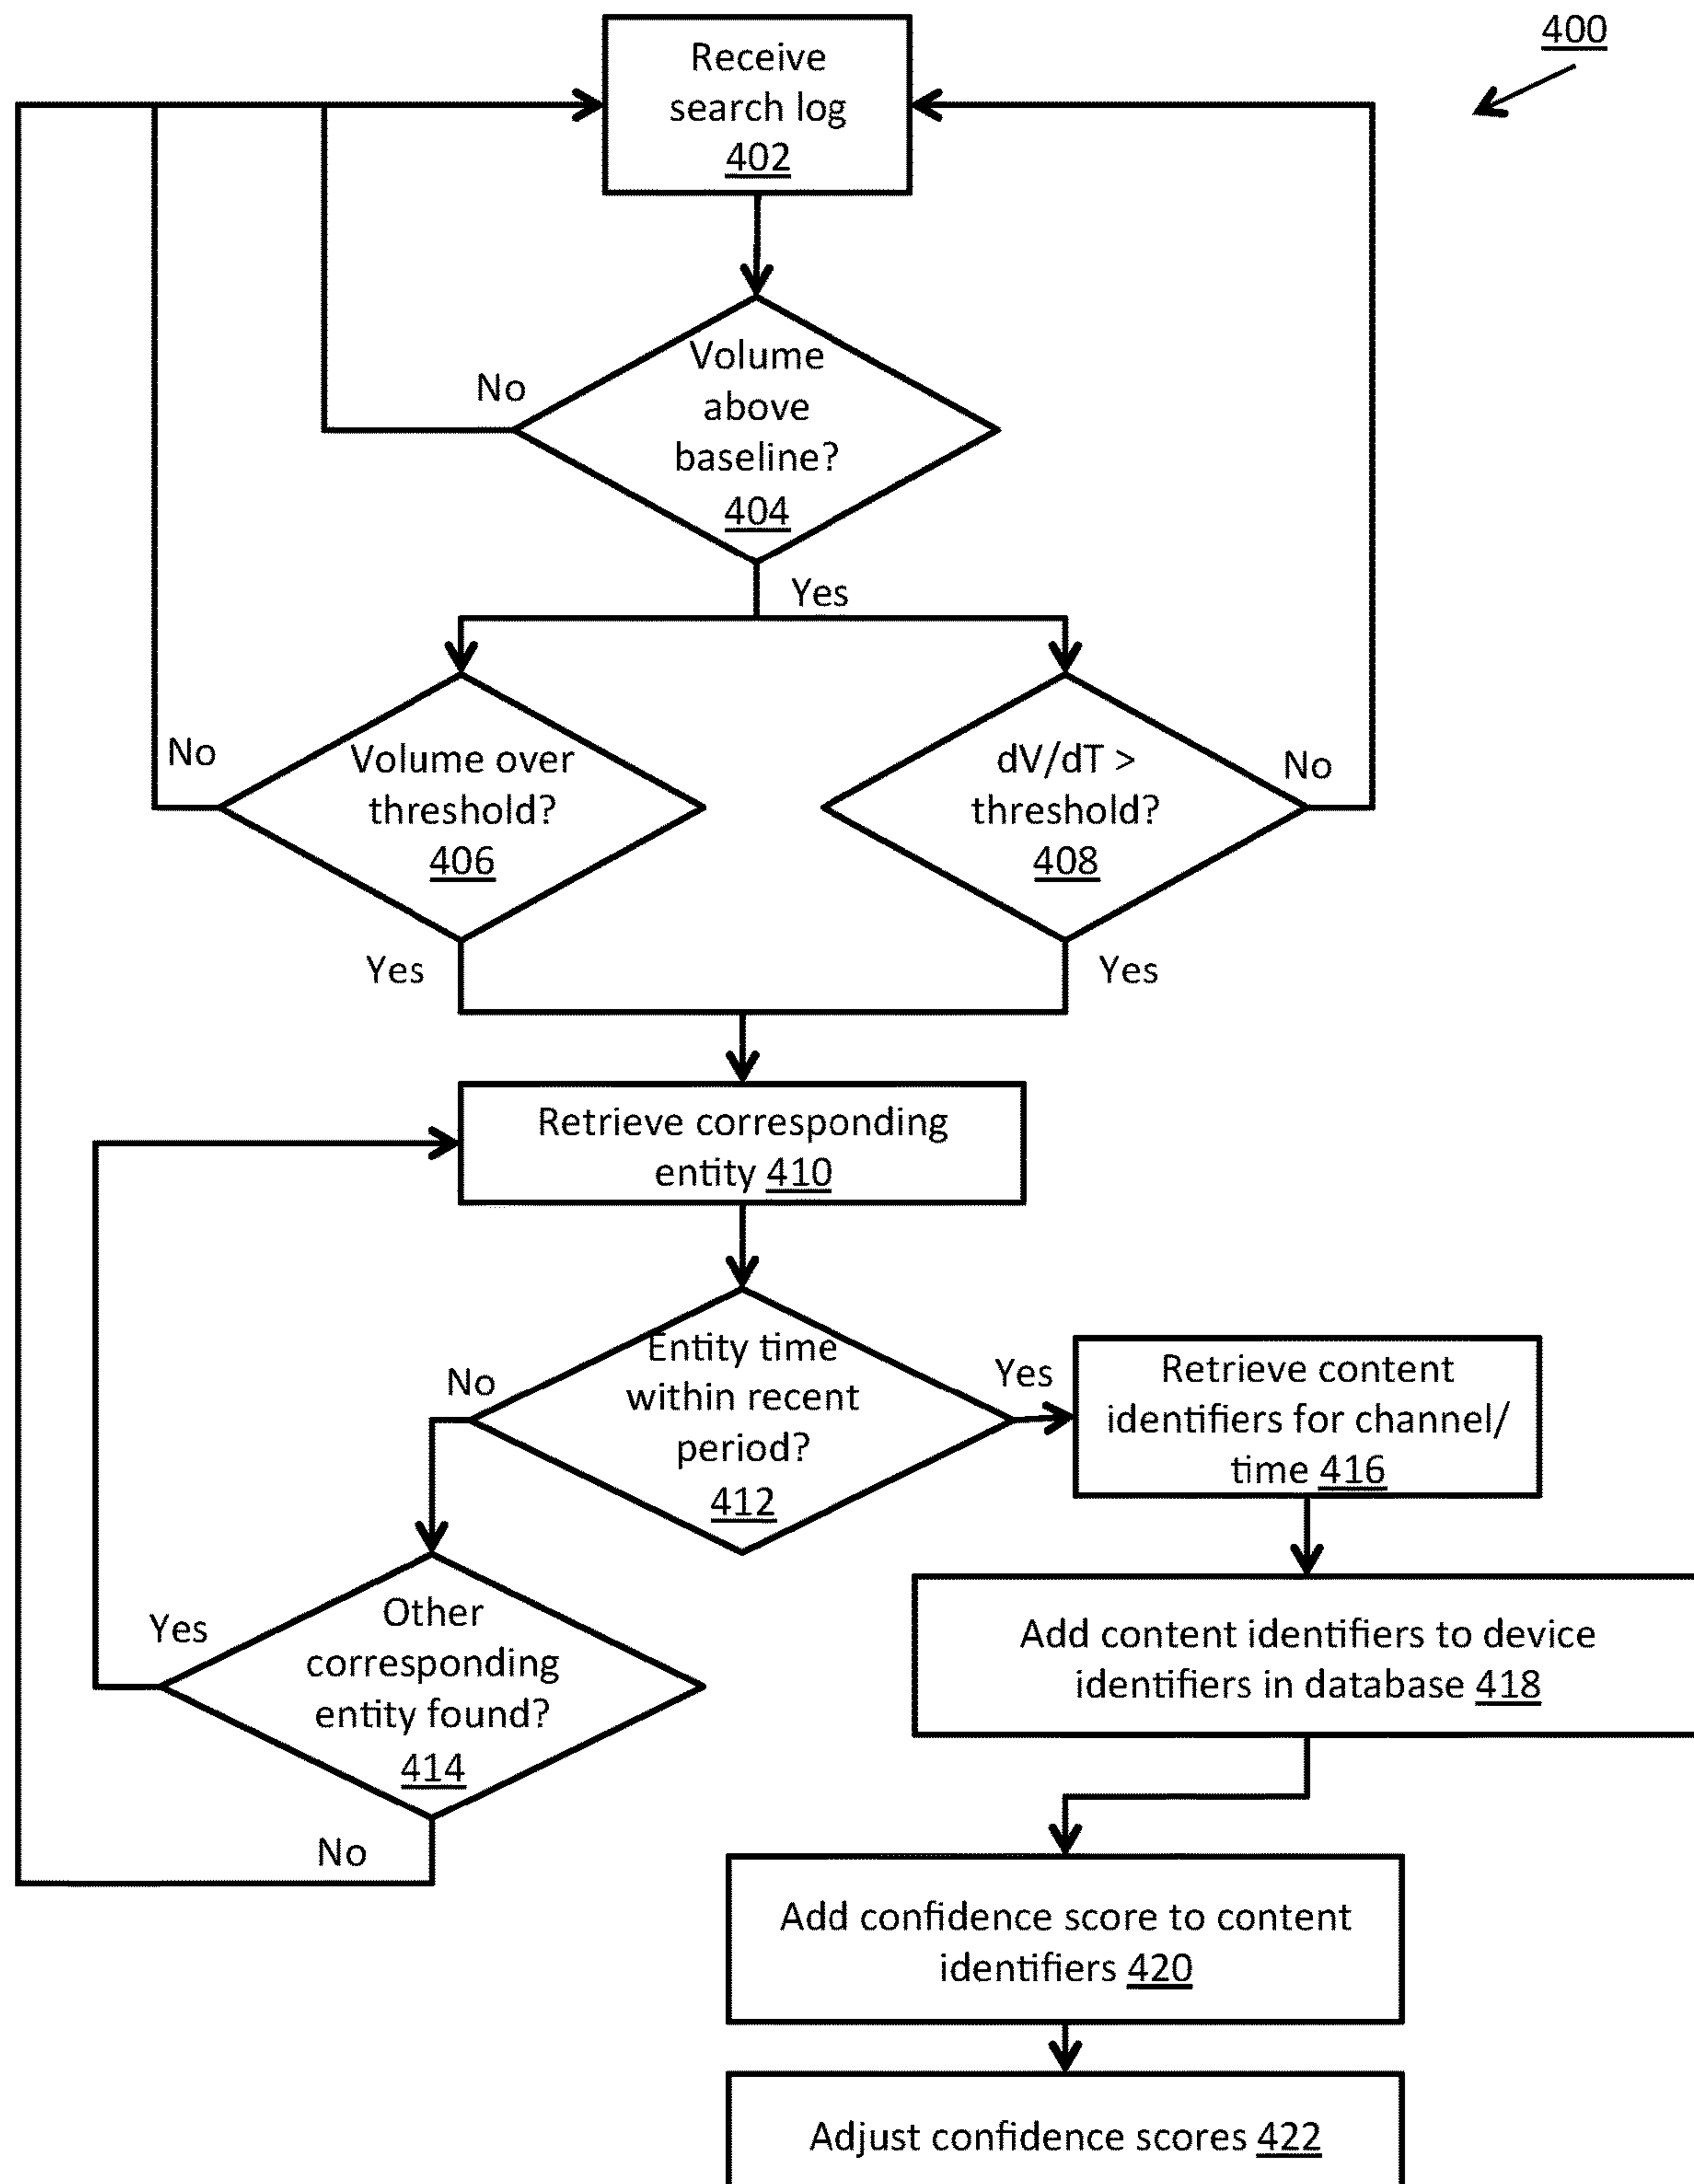 400
Receive
search log
402
Volume
above
baseline?
404
No
Yes
Volume over
threshold?
406
No
Yes
dV/dT >
threshold?
408
No
Yes
Retrieve corresponding
entity 410
Entity time
within recent
period?
412
No
Yes
Retrieve content
identifiers for channel/
time 416
Other
corresponding
entity found?
414
Yes
No
Add content identifiers to device
identifiers in database 418
Add confidence score to content
identifiers 420
Adjust confidence scores 422